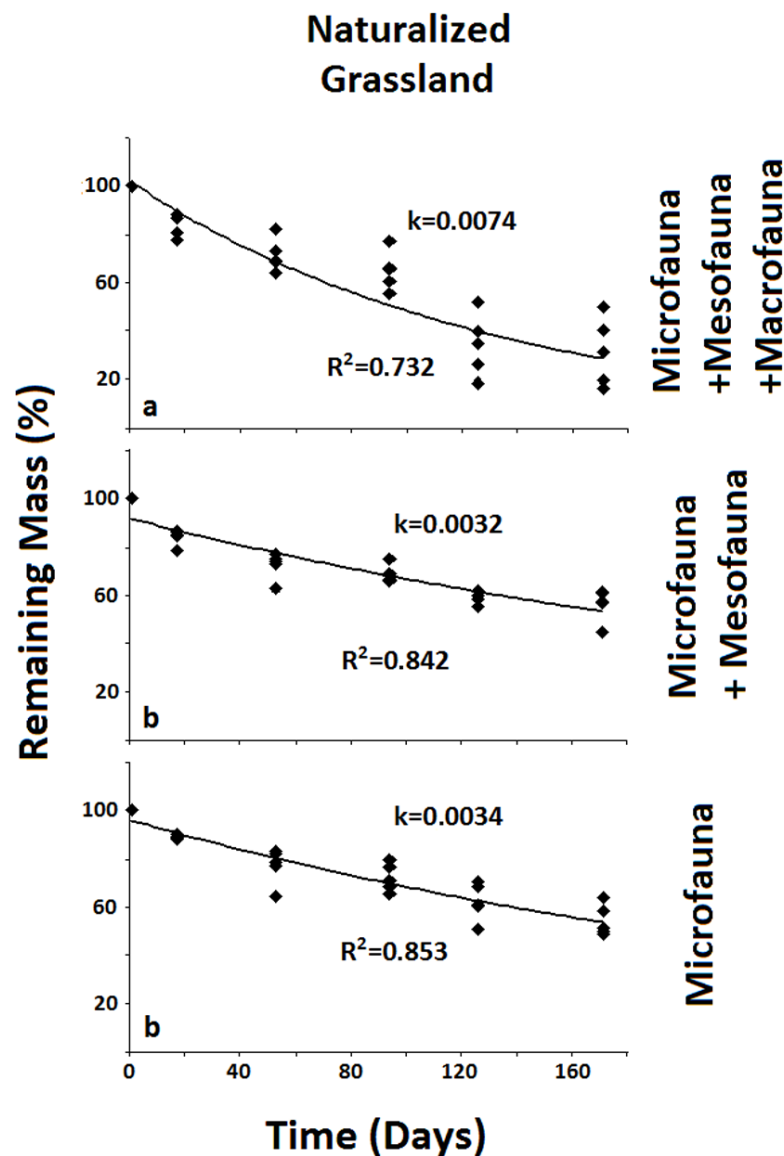 Naturalized
Grassland
Remaining Mass (%)
100
60
20
k=0.0074
R²=0.732
a
Microfauna
+Mesofauna
+Macrofauna
100
60
20
k=0.0032
R²=0.842
b
Microfauna
+ Mesofauna
100
60
20
k=0.0034
R²=0.853
b
Microfauna
0 40 80 120 160
Time (Days)